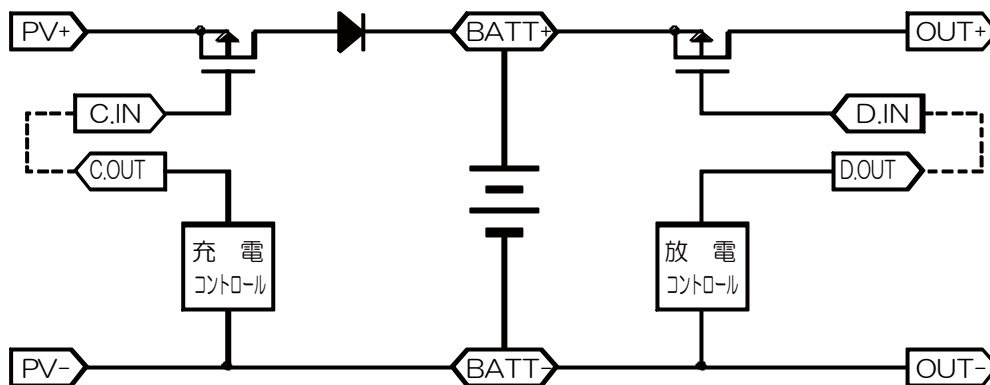 PV+
BATT+
OUT+
C.IN
D.IN
C.OUT
D.OUT
充電
コントロール
放電
コントロール
PV-
BATT-
OUT-